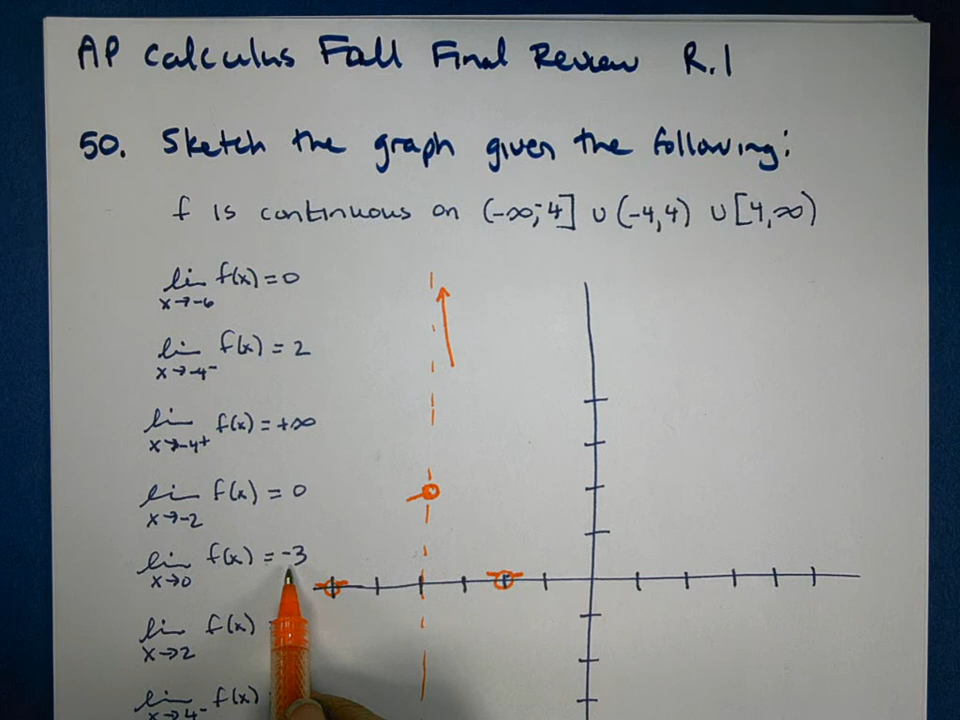 AP Calculus Fall Final Review R.1
50. Sketch the graph given the following:
f is continuous on (-∞,-4] ∪ (-4,4) ∪ [4,∞)
lim f(x) = 0
x→-6
lim f(x) = 2
x→-4⁻
lim f(x) = +∞
x→-4⁺
lim f(x) = 0
x→-2
lim f(x) = -3
x→0
lim f(x)
x→2
lim f(x)
x→4⁻